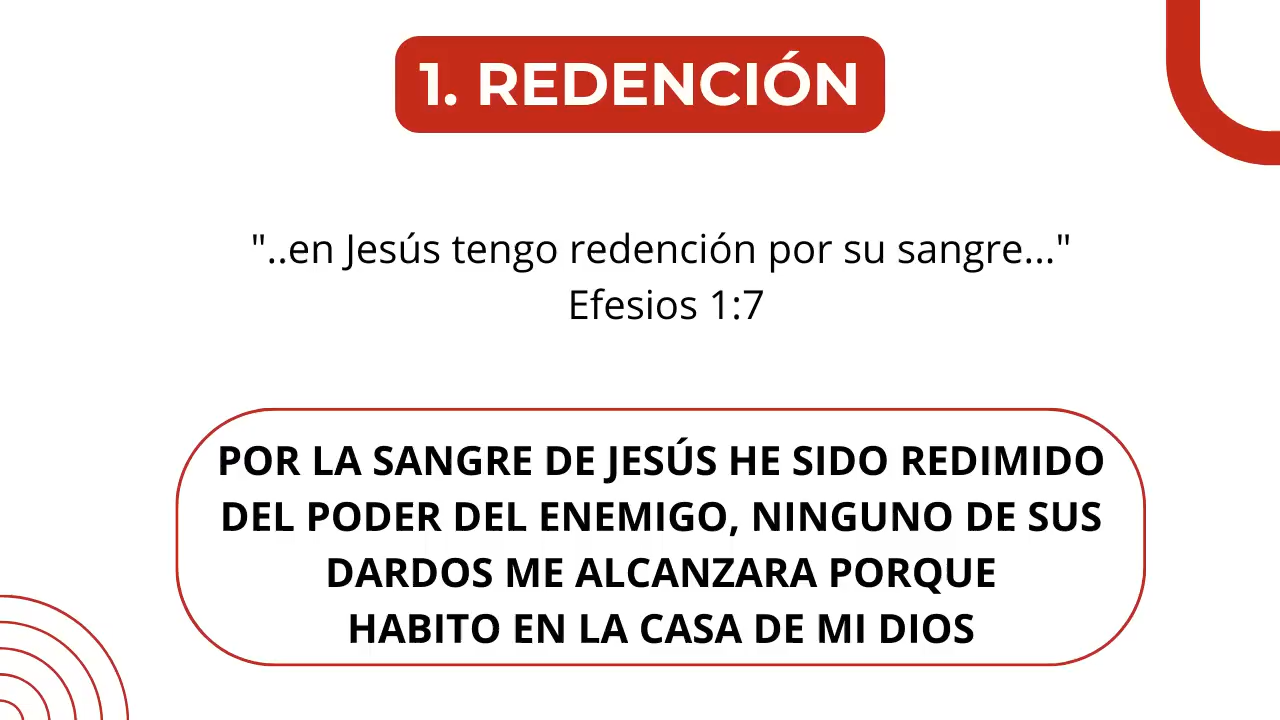 1. REDENCIÓN
"..en Jesús tengo redención por su sangre..."
Efesios 1:7
POR LA SANGRE DE JESÚS HE SIDO REDIMIDO
DEL PODER DEL ENEMIGO, NINGUNO DE SUS
DARDOS ME ALCANZARA PORQUE
HABITO EN LA CASA DE MI DIOS